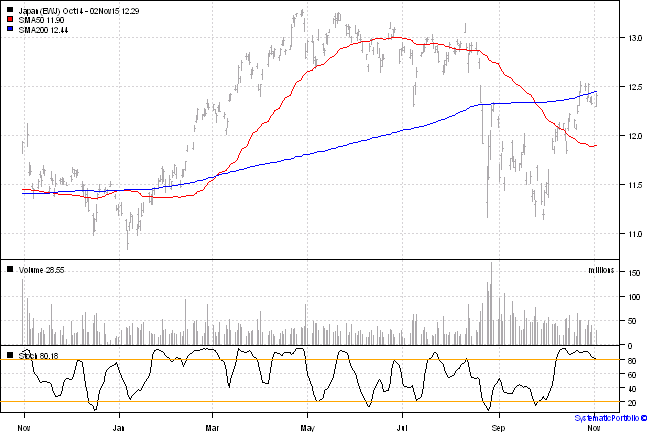 Japan (EWJ) Oct14 - 02Nov15 12.29
SMA50 11.90
SMA200 12.44
13.0
12.5
12.0
11.5
11.0
Volume 28.55
millions
150
100
50
0
Stoch 80.18
80
60
40
20
Nov Jan Mar May Jul Sep Nov
SystematicPortfolio ©